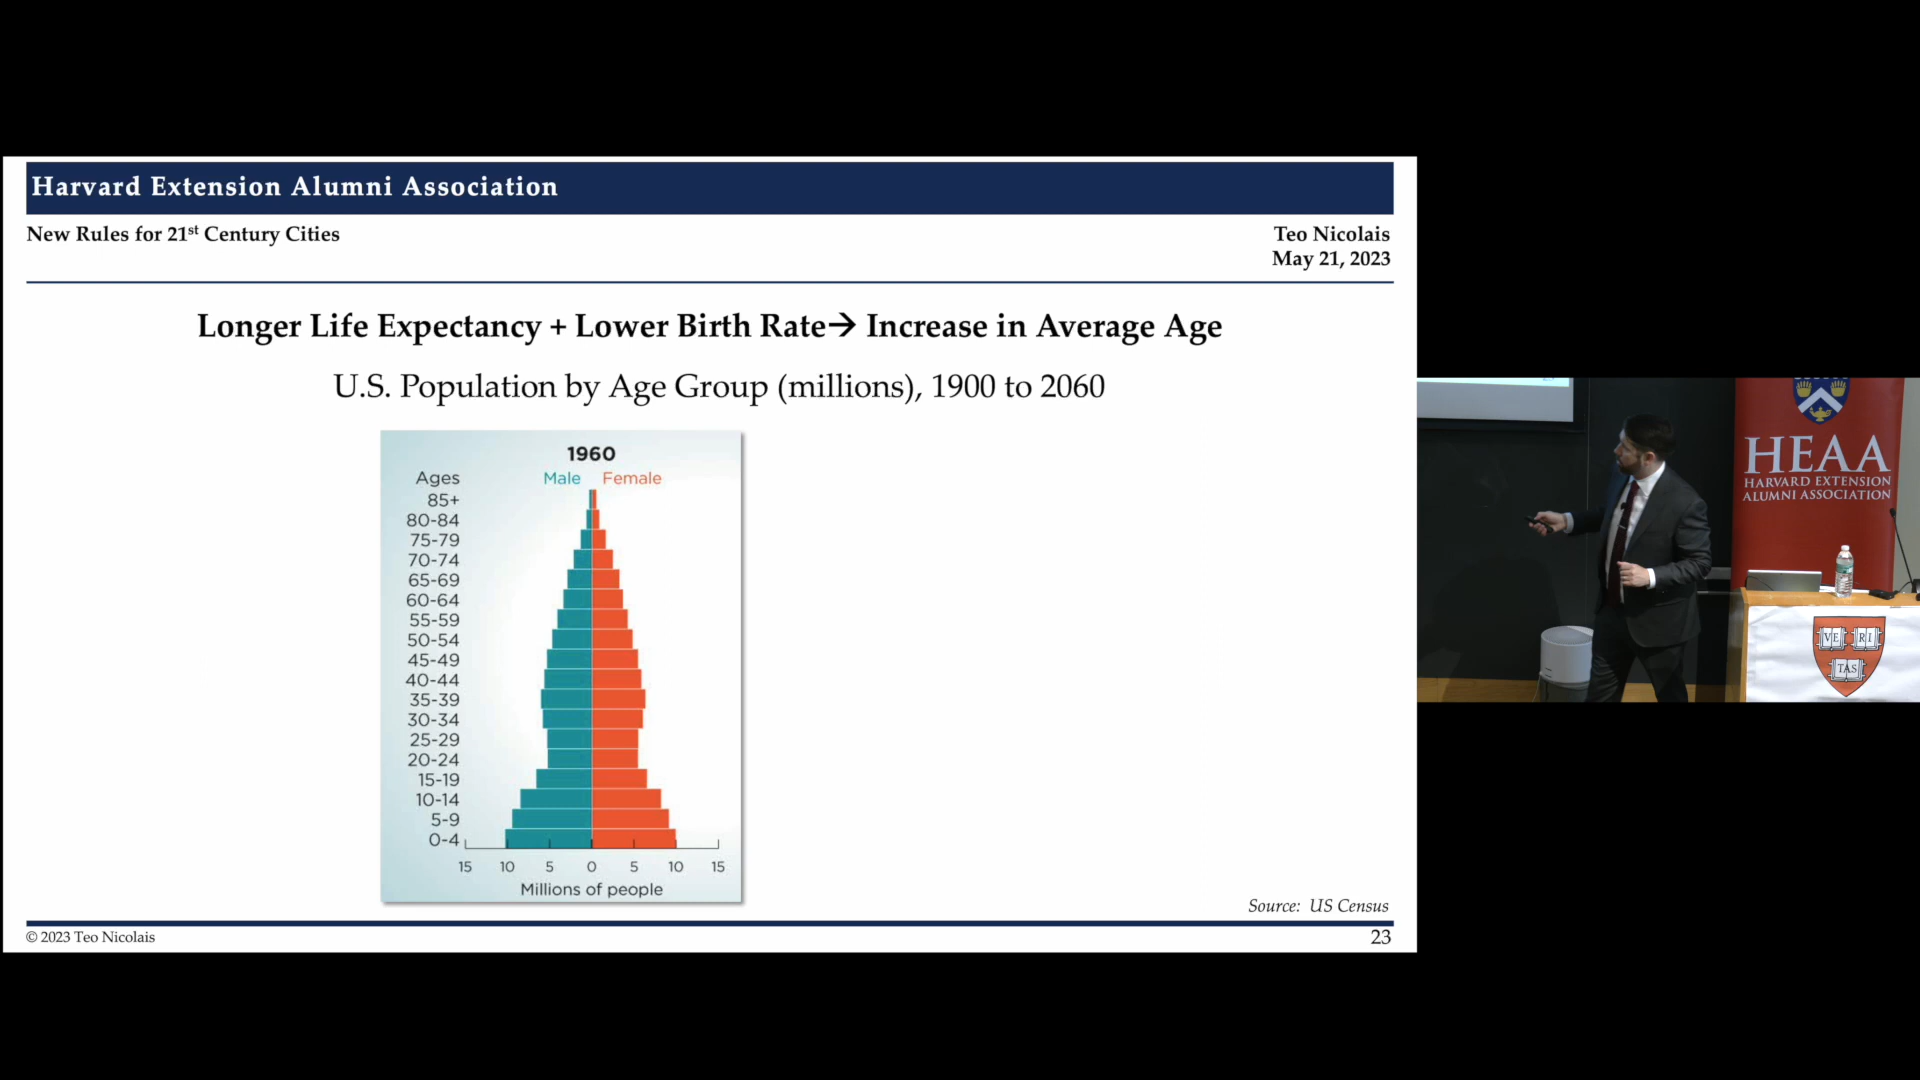 Harvard Extension Alumni Association
New Rules for 21st Century Cities
Teo Nicolais
May 21, 2023
Longer Life Expectancy + Lower Birth Rate→ Increase in Average Age
U.S. Population by Age Group (millions), 1900 to 2060
1960
Ages Male Female
85+
80-84
75-79
70-74
65-69
60-64
55-59
50-54
45-49
40-44
35-39
30-34
25-29
20-24
15-19
10-14
5-9
0-4
15 10 5 0 5 10 15
Millions of people
Source: US Census
© 2023 Teo Nicolais
23
HEAA
HARVARD EXTENSION
ALUMNI ASSOCIATION
VE RI
TAS